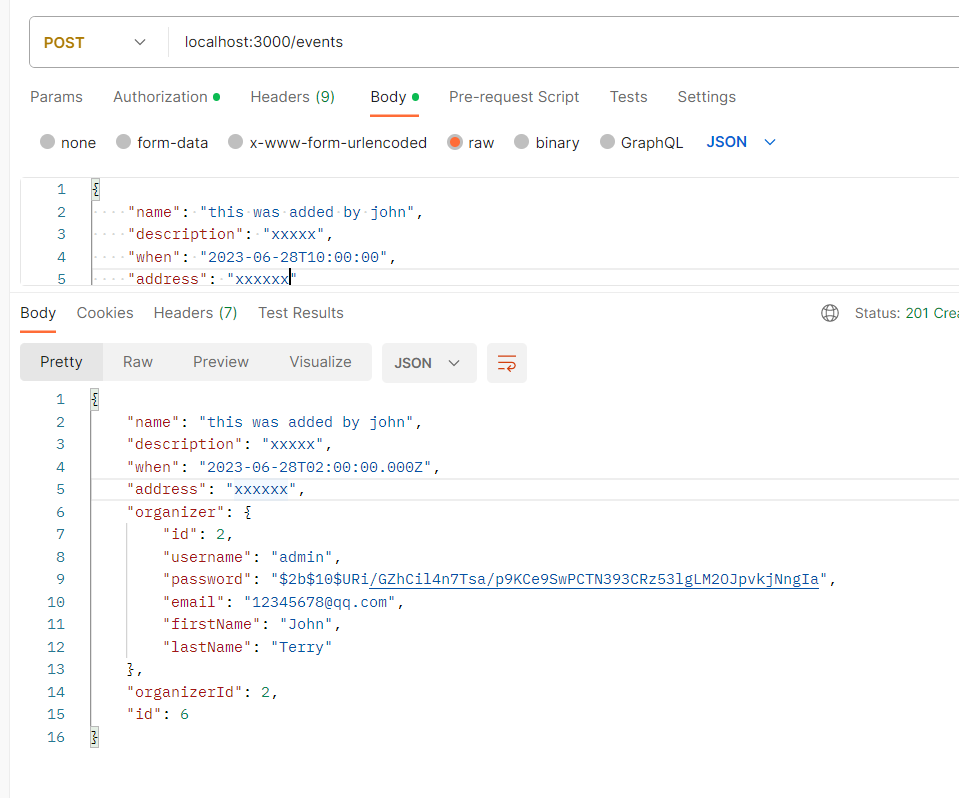 POST localhost:3000/events
Params Authorization Headers (9) Body Pre-request Script Tests Settings
none form-data x-www-form-urlencoded raw binary GraphQL JSON
1 {
2 "name": "this was added by john",
3 "description": "xxxxx",
4 "when": "2023-06-28T10:00:00",
5 "address": "xxxxxx"
Body Cookies Headers (7) Test Results Status: 201 Crea
Pretty Raw Preview Visualize JSON
1 {
2 "name": "this was added by john",
3 "description": "xxxxx",
4 "when": "2023-06-28T02:00:00.000Z",
5 "address": "xxxxxx",
6 "organizer": {
7 "id": 2,
8 "username": "admin",
9 "password": "$2b$10$URi/GZhCil4n7Tsa/p9KCe9SwPCTN393CRz53lgLM2OJpvkjNngIa",
10 "email": "12345678@qq.com",
11 "firstName": "John",
12 "lastName": "Terry"
13 },
14 "organizerId": 2,
15 "id": 6
16 }